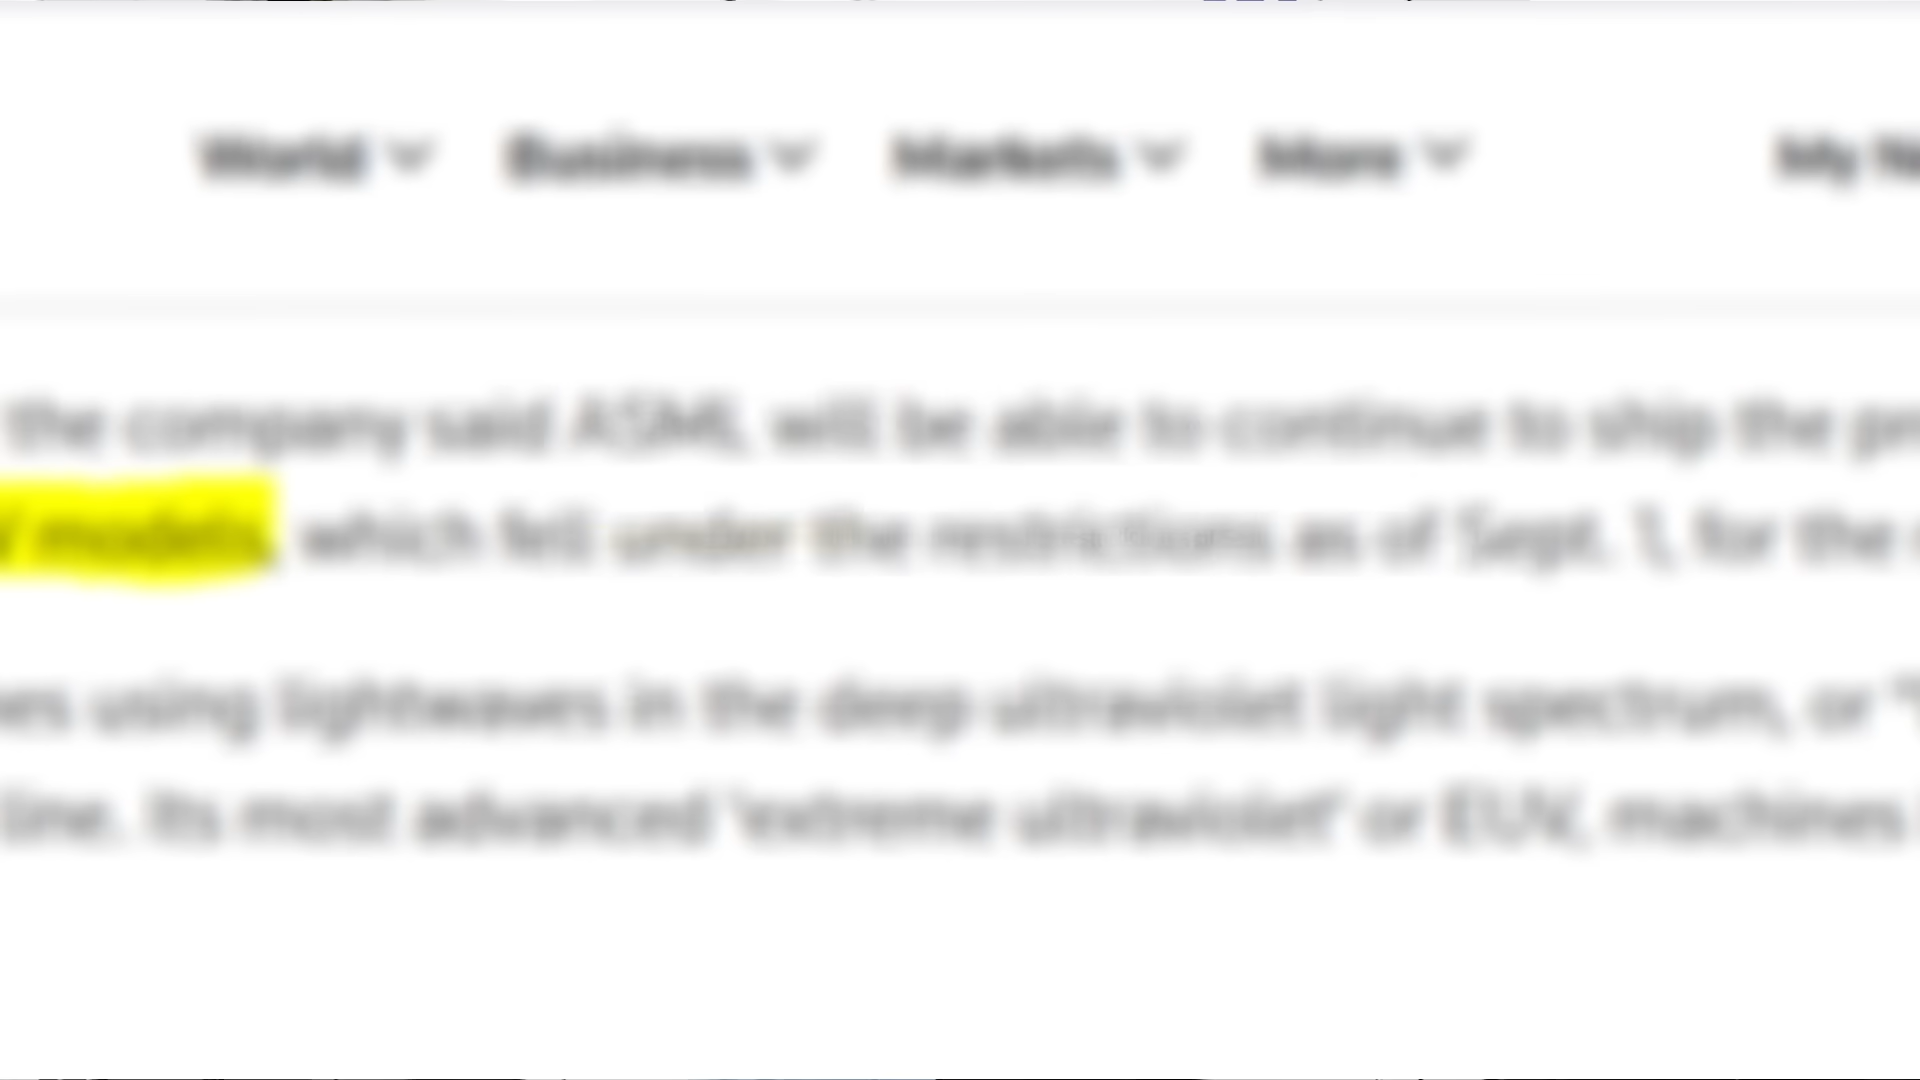 World Business Markets More My
the company said ASML will be able to continue to ship the
models, which fell under the restrictions as of Sept. 1, for the
using lightwaves in the deep ultraviolet light spectrum, or
line. Its most advanced 'extreme ultraviolet' or EUV, machines